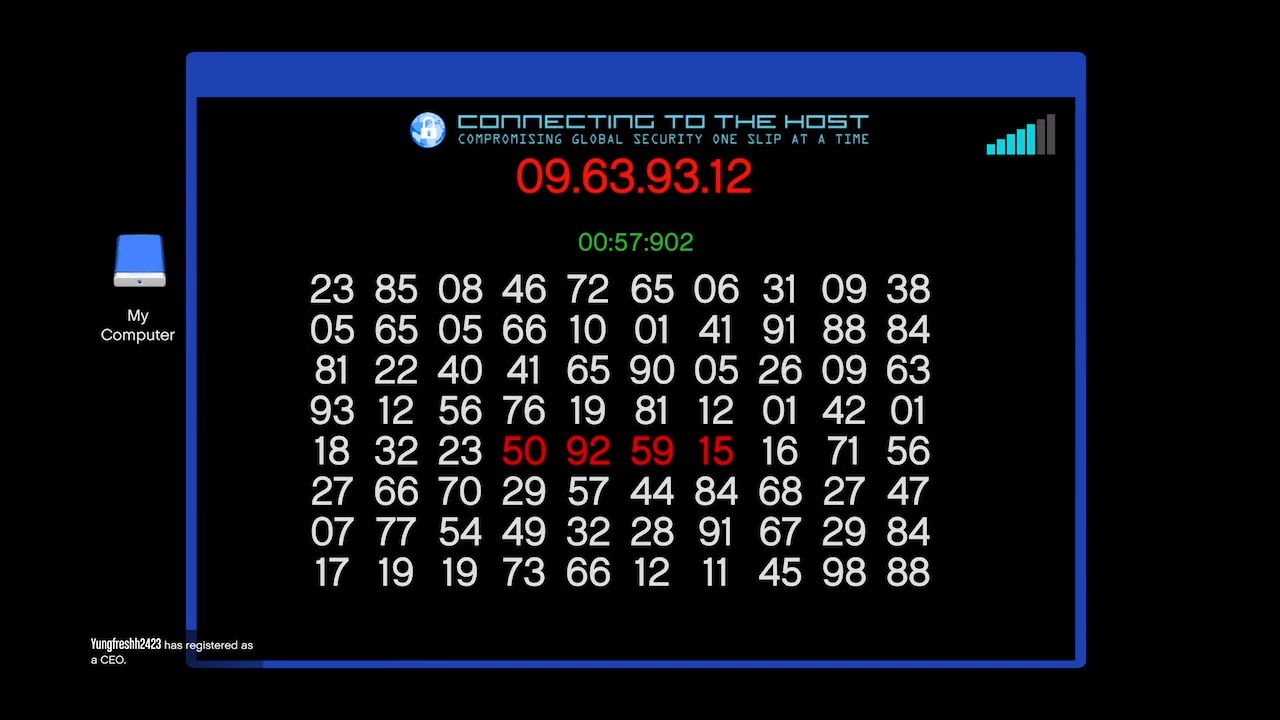 CONNECTING TO THE HOST
COMPROMISING GLOBAL SECURITY ONE SLIP AT A TIME
09.63.93.12
00:57:902
23 85 08 46 72 65 06 31 09 38
05 65 05 66 10 01 41 91 88 84
81 22 40 41 65 90 05 26 09 63
93 12 56 76 19 81 12 01 42 01
18 32 23 50 92 59 15 16 71 56
27 66 70 29 57 44 84 68 27 47
07 77 54 49 32 28 91 67 29 84
17 19 19 73 66 12 11 45 98 88
My
Computer
Yungfreshh2423 has registered as
a CEO.